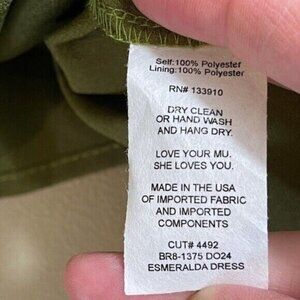 Self:100% Polyester
Lining:100% Polyester
RN# 133910
DRY CLEAN
OR HAND WASH
AND HANG DRY.
LOVE YOUR MU.
SHE LOVES YOU.
MADE IN THE USA
OF IMPORTED FABRIC
AND IMPORTED
COMPONENTS
CUT# 4492
BR8-1375 DO24
ESMERALDA DRESS